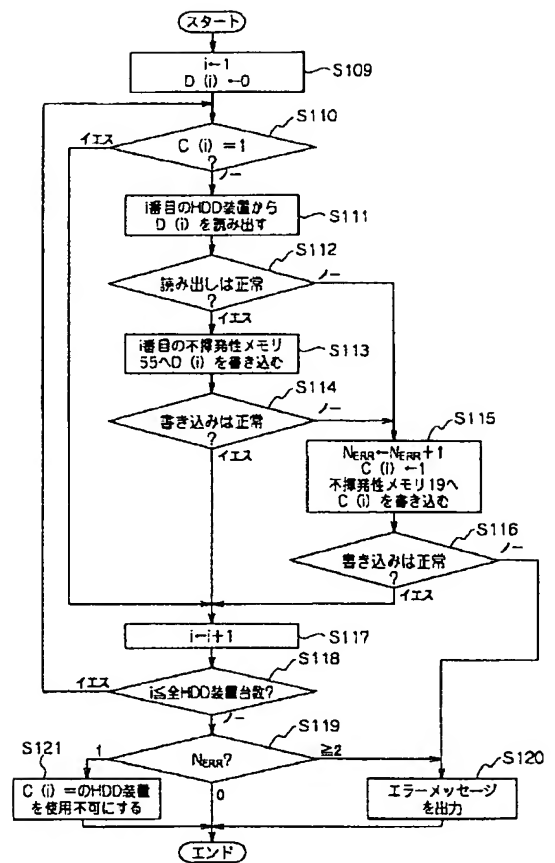 スタート
i←1
D (i) ←0
S109
S110
イエス
C (i) =1
?
ノー
i番目のHDD装置から
D (i) を読み出す
S111
S112
読み出しは正常
?
ノー
イエス
i番目の不揮発性メモリ
55へD (i) を書き込む
S113
S114
書き込みは正常
?
ノー
イエス
S115
NERR←NERR+1
C (i) ←1
不揮発性メモリ19へ
C (i) を書き込む
S116
書き込みは正常
?
ノー
イエス
i←i+1
S117
S118
イエス
i≦全HDD装置台数?
ノー
S119
NERR?
1
≧2
0
S121
C (i) =のHDD装置
を使用不可にする
S120
エラーメッセージ
を出力
エンド